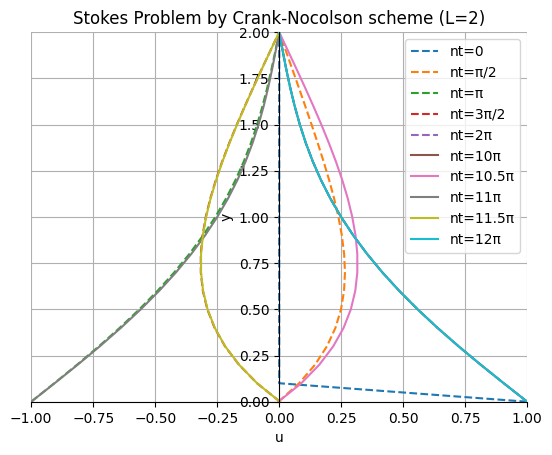 Stokes Problem by Crank-Nocolson scheme (L=2)
2.00
1.75
1.50
1.25
1.00
0.75
0.50
0.25
0.00
y
nt=0
nt=π/2
nt=π
nt=3π/2
nt=2π
nt=10π
nt=10.5π
nt=11π
nt=11.5π
nt=12π
−1.00 −0.75 −0.50 −0.25 0.00 0.25 0.50 0.75 1.00
u